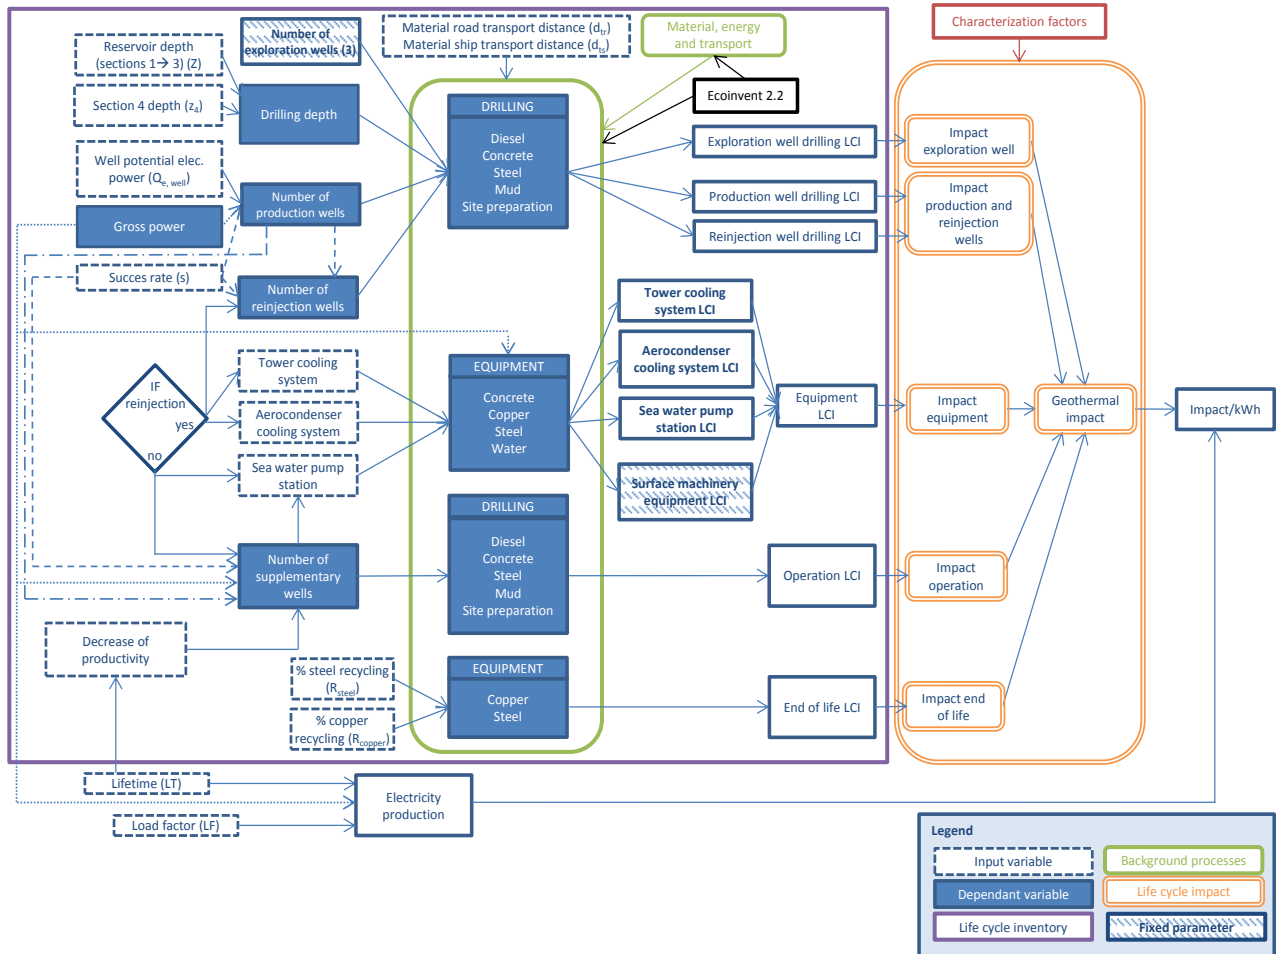 Number of
exploration wells (3)
Material road transport distance (dtr)
Material ship transport distance (dts)
Material, energy
and transport
Characterization factors
Reservoir depth
(sections 1→ 3) (Z)
Section 4 depth (z4)
Drilling depth
Ecoinvent 2.2
DRILLING
Diesel
Concrete
Steel
Mud
Site preparation
Exploration well drilling LCI
Impact
exploration well
Well potential elec.
power (Qe, well)
Number of
production wells
Production well drilling LCI
Impact
production and
reinjection
wells
Gross power
Reinjection well drilling LCI
Succes rate (s)
Number of
reinjection wells
Tower cooling
system LCI
IF
reinjection
yes
no
Tower cooling
system
Aerocondenser
cooling system
Sea water pump
station
EQUIPMENT
Concrete
Copper
Steel
Water
Aerocondenser
cooling system LCI
Sea water pump
station LCI
Surface machinery
equipment LCI
Equipment
LCI
Impact
equipment
Geothermal
impact
Impact/kWh
Number of
supplementary
wells
DRILLING
Diesel
Concrete
Steel
Mud
Site preparation
Operation LCI
Impact
operation
Decrease of
productivity
% steel recycling
(Rsteel)
% copper
recycling (Rcopper)
EQUIPMENT
Copper
Steel
End of life LCI
Impact end
of life
Lifetime (LT)
Electricity
production
Load factor (LF)
Legend
Input variable
Background processes
Dependant variable
Life cycle impact
Life cycle inventory
Fixed parameter